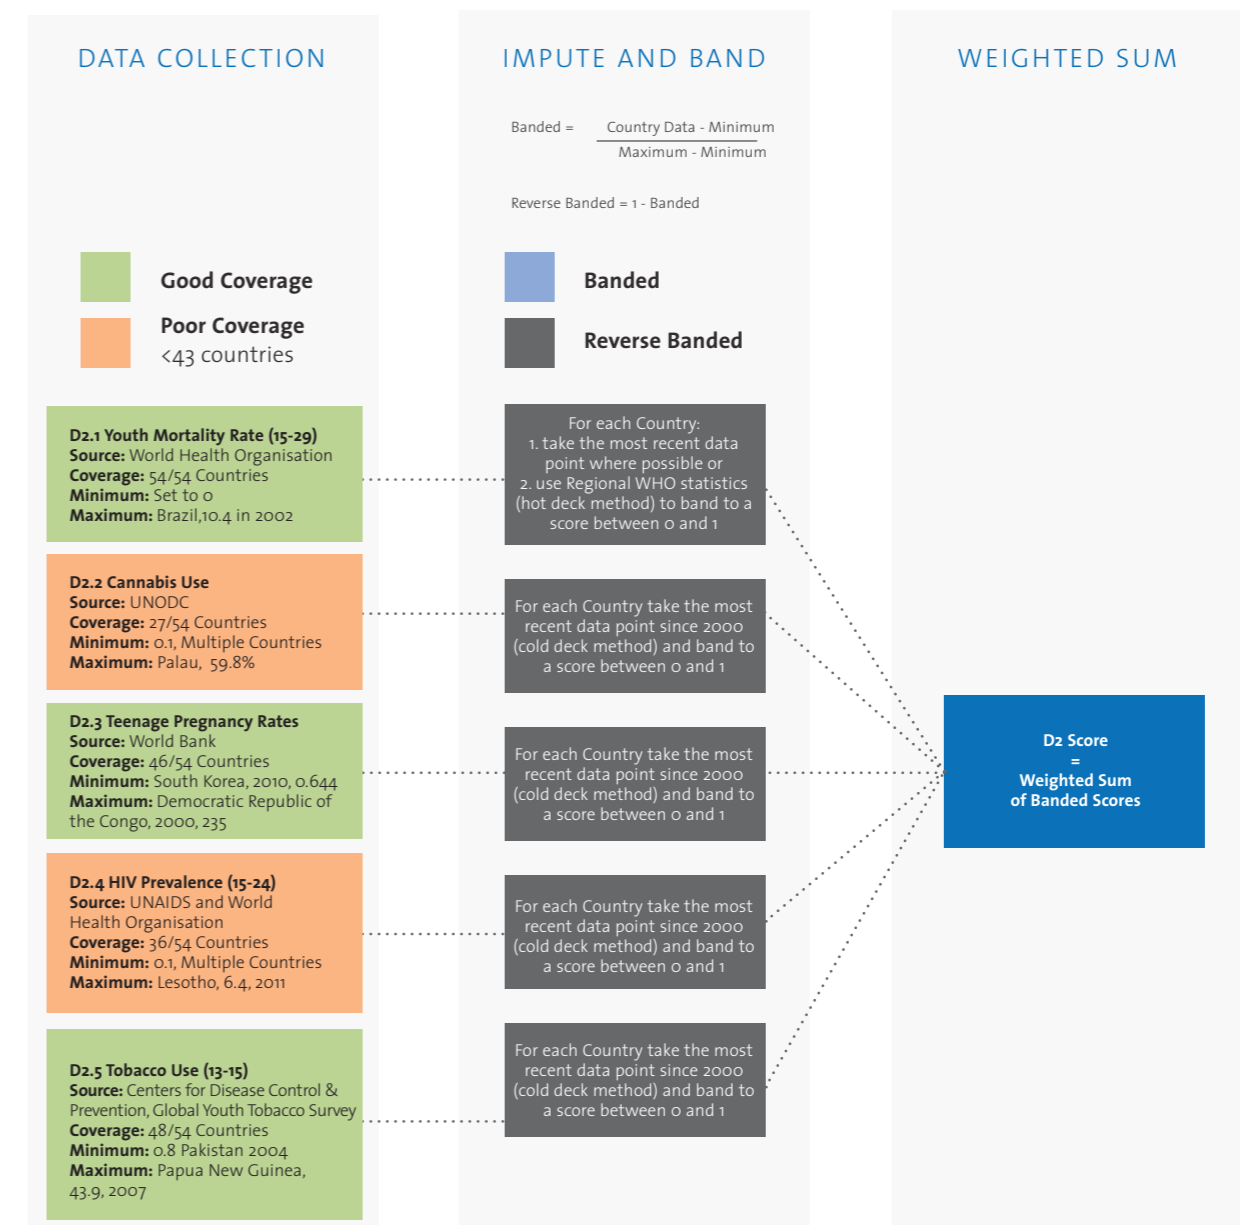 DATA COLLECTION
Good Coverage
Poor Coverage
<43 countries
D2.1 Youth Mortality Rate (15-29)
Source: World Health Organisation
Coverage: 54/54 Countries
Minimum: Set to 0
Maximum: Brazil,10.4 in 2002
D2.2 Cannabis Use
Source: UNODC
Coverage: 27/54 Countries
Minimum: 0.1, Multiple Countries
Maximum: Palau, 59.8%
D2.3 Teenage Pregnancy Rates
Source: World Bank
Coverage: 46/54 Countries
Minimum: South Korea, 2010, 0.644
Maximum: Democratic Republic of
the Congo, 2000, 235
D2.4 HIV Prevalence (15-24)
Source: UNAIDS and World
Health Organisation
Coverage: 36/54 Countries
Minimum: 0.1, Multiple Countries
Maximum: Lesotho, 6.4, 2011
D2.5 Tobacco Use (13-15)
Source: Centers for Disease Control &
Prevention, Global Youth Tobacco Survey
Coverage: 48/54 Countries
Minimum: 0.8 Pakistan 2004
Maximum: Papua New Guinea,
43.9, 2007
IMPUTE AND BAND
Banded = Country Data - Minimum
Maximum - Minimum
Reverse Banded = 1 - Banded
Banded
Reverse Banded
For each Country:
1. take the most recent data
point where possible or
2. use Regional WHO statistics
(hot deck method) to band to a
score between 0 and 1
For each Country take the most
recent data point since 2000
(cold deck method) and band to
a score between 0 and 1
For each Country take the most
recent data point since 2000
(cold deck method) and band to
a score between 0 and 1
For each Country take the most
recent data point since 2000
(cold deck method) and band to
a score between 0 and 1
For each Country take the most
recent data point since 2000
(cold deck method) and band to
a score between 0 and 1
WEIGHTED SUM
D2 Score
=
Weighted Sum
of Banded Scores